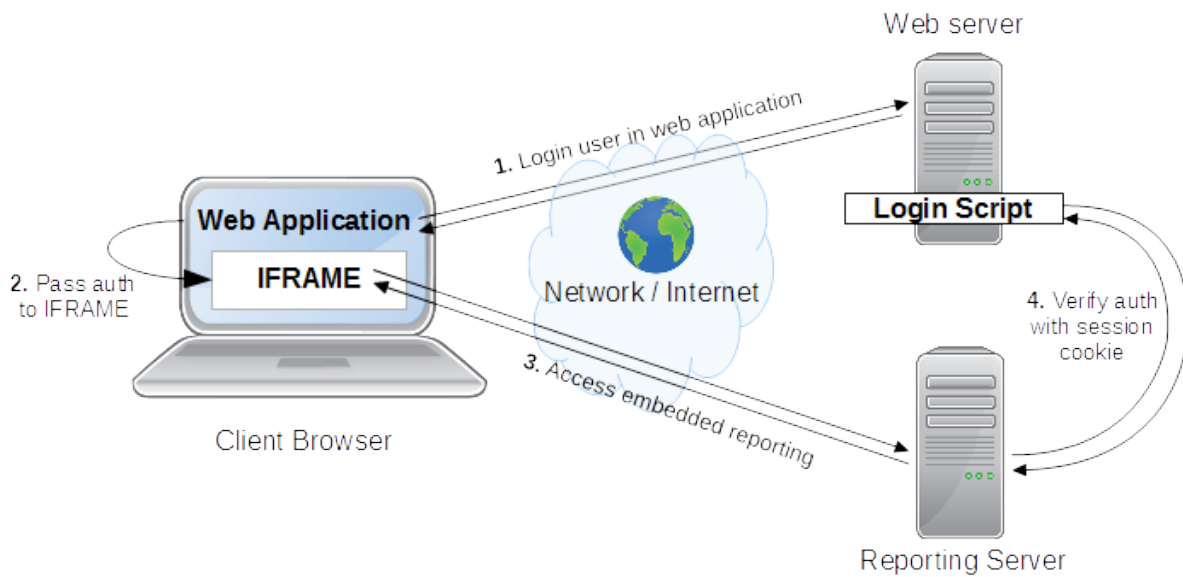 Web server
1. Login user in web application
Login Script
Web Application
IFRAME
2. Pass auth
to IFRAME
Network / Internet
4. Verify auth
with session
cookie
3. Access embedded reporting
Client Browser
Reporting Server